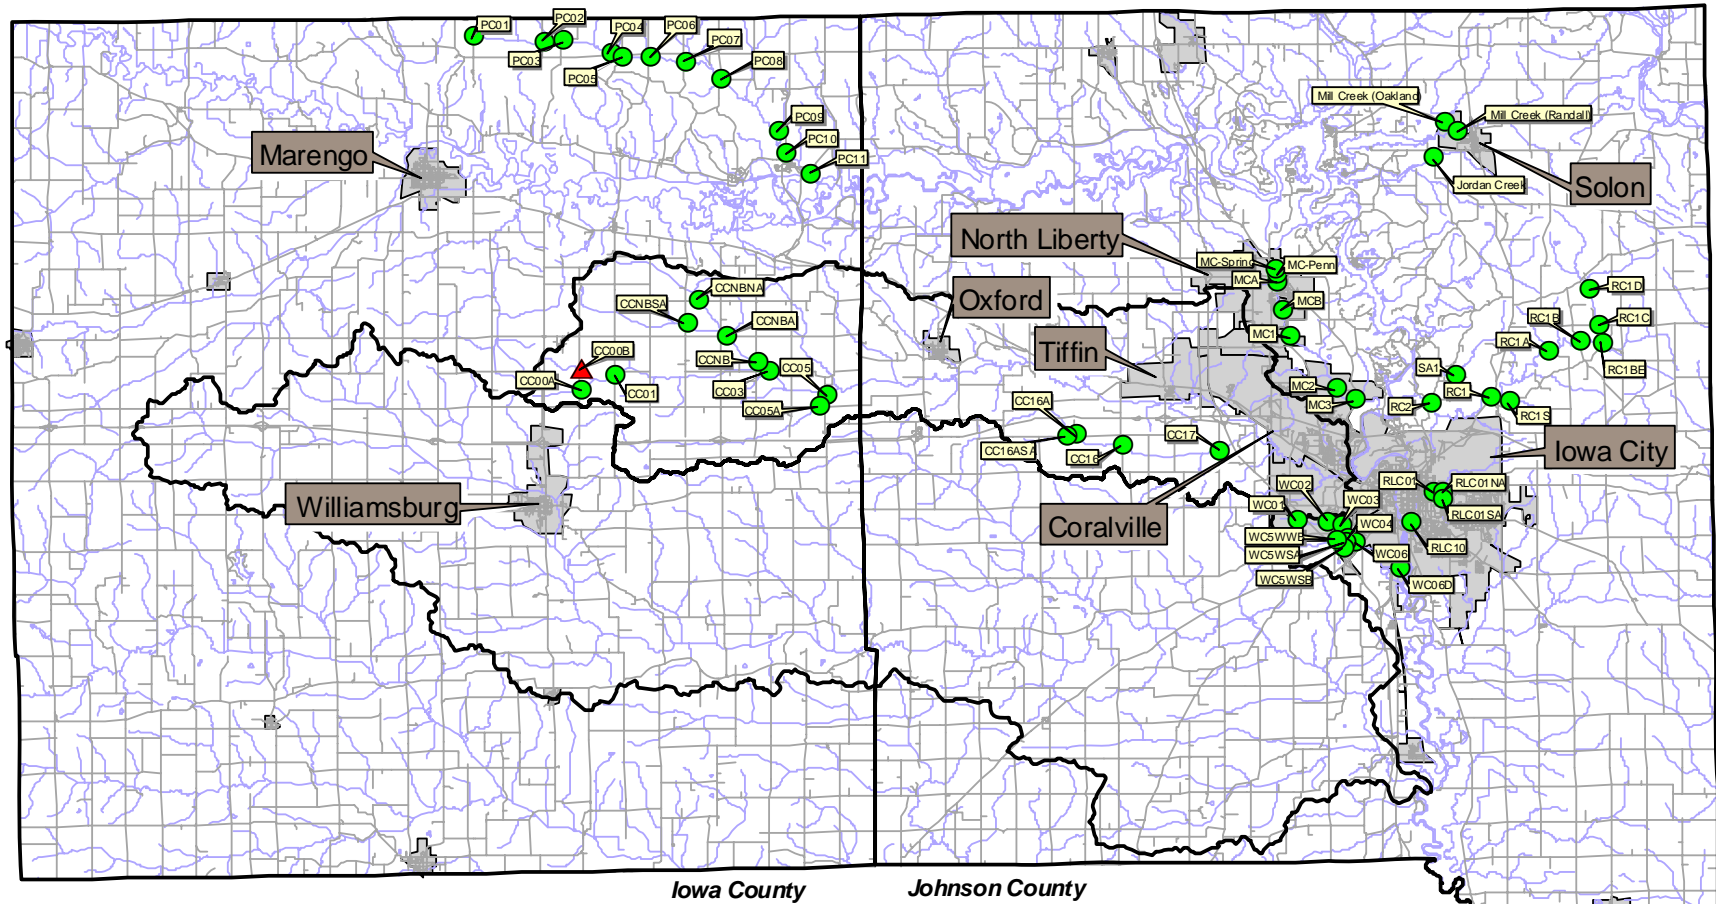 PC01
PC02
PC04
PC06
PC07
PC03
PC05
PC08
PC09
PC10
PC11
Marengo
Mill Creek (Oakland
Mill Creek (Randall)
Jordan Creek
Solon
North Liberty
MC-Spring
MC-Penn
MCA
MCB
MC1
Oxford
Tiffin
CCNBNA
CCNBSA
CCNBA
CCNB
CC00B
CC00A
CC01
CC03
CC05
CC05A
RC1D
RC1B
RC1C
RC1A
RC1BE
SA1
RC1
RC2
RC1S
MC2
MC3
CC16A
CC16ASA
CC16
CC17
Iowa City
Williamsburg
Coralville
WC02
WC03
WC01
WC04
WC5WWB
WC5WSA
WC5WSB
WC06
WC06D
RLC01
RLC01NA
RLC01SA
RLC10
Iowa County
Johnson County